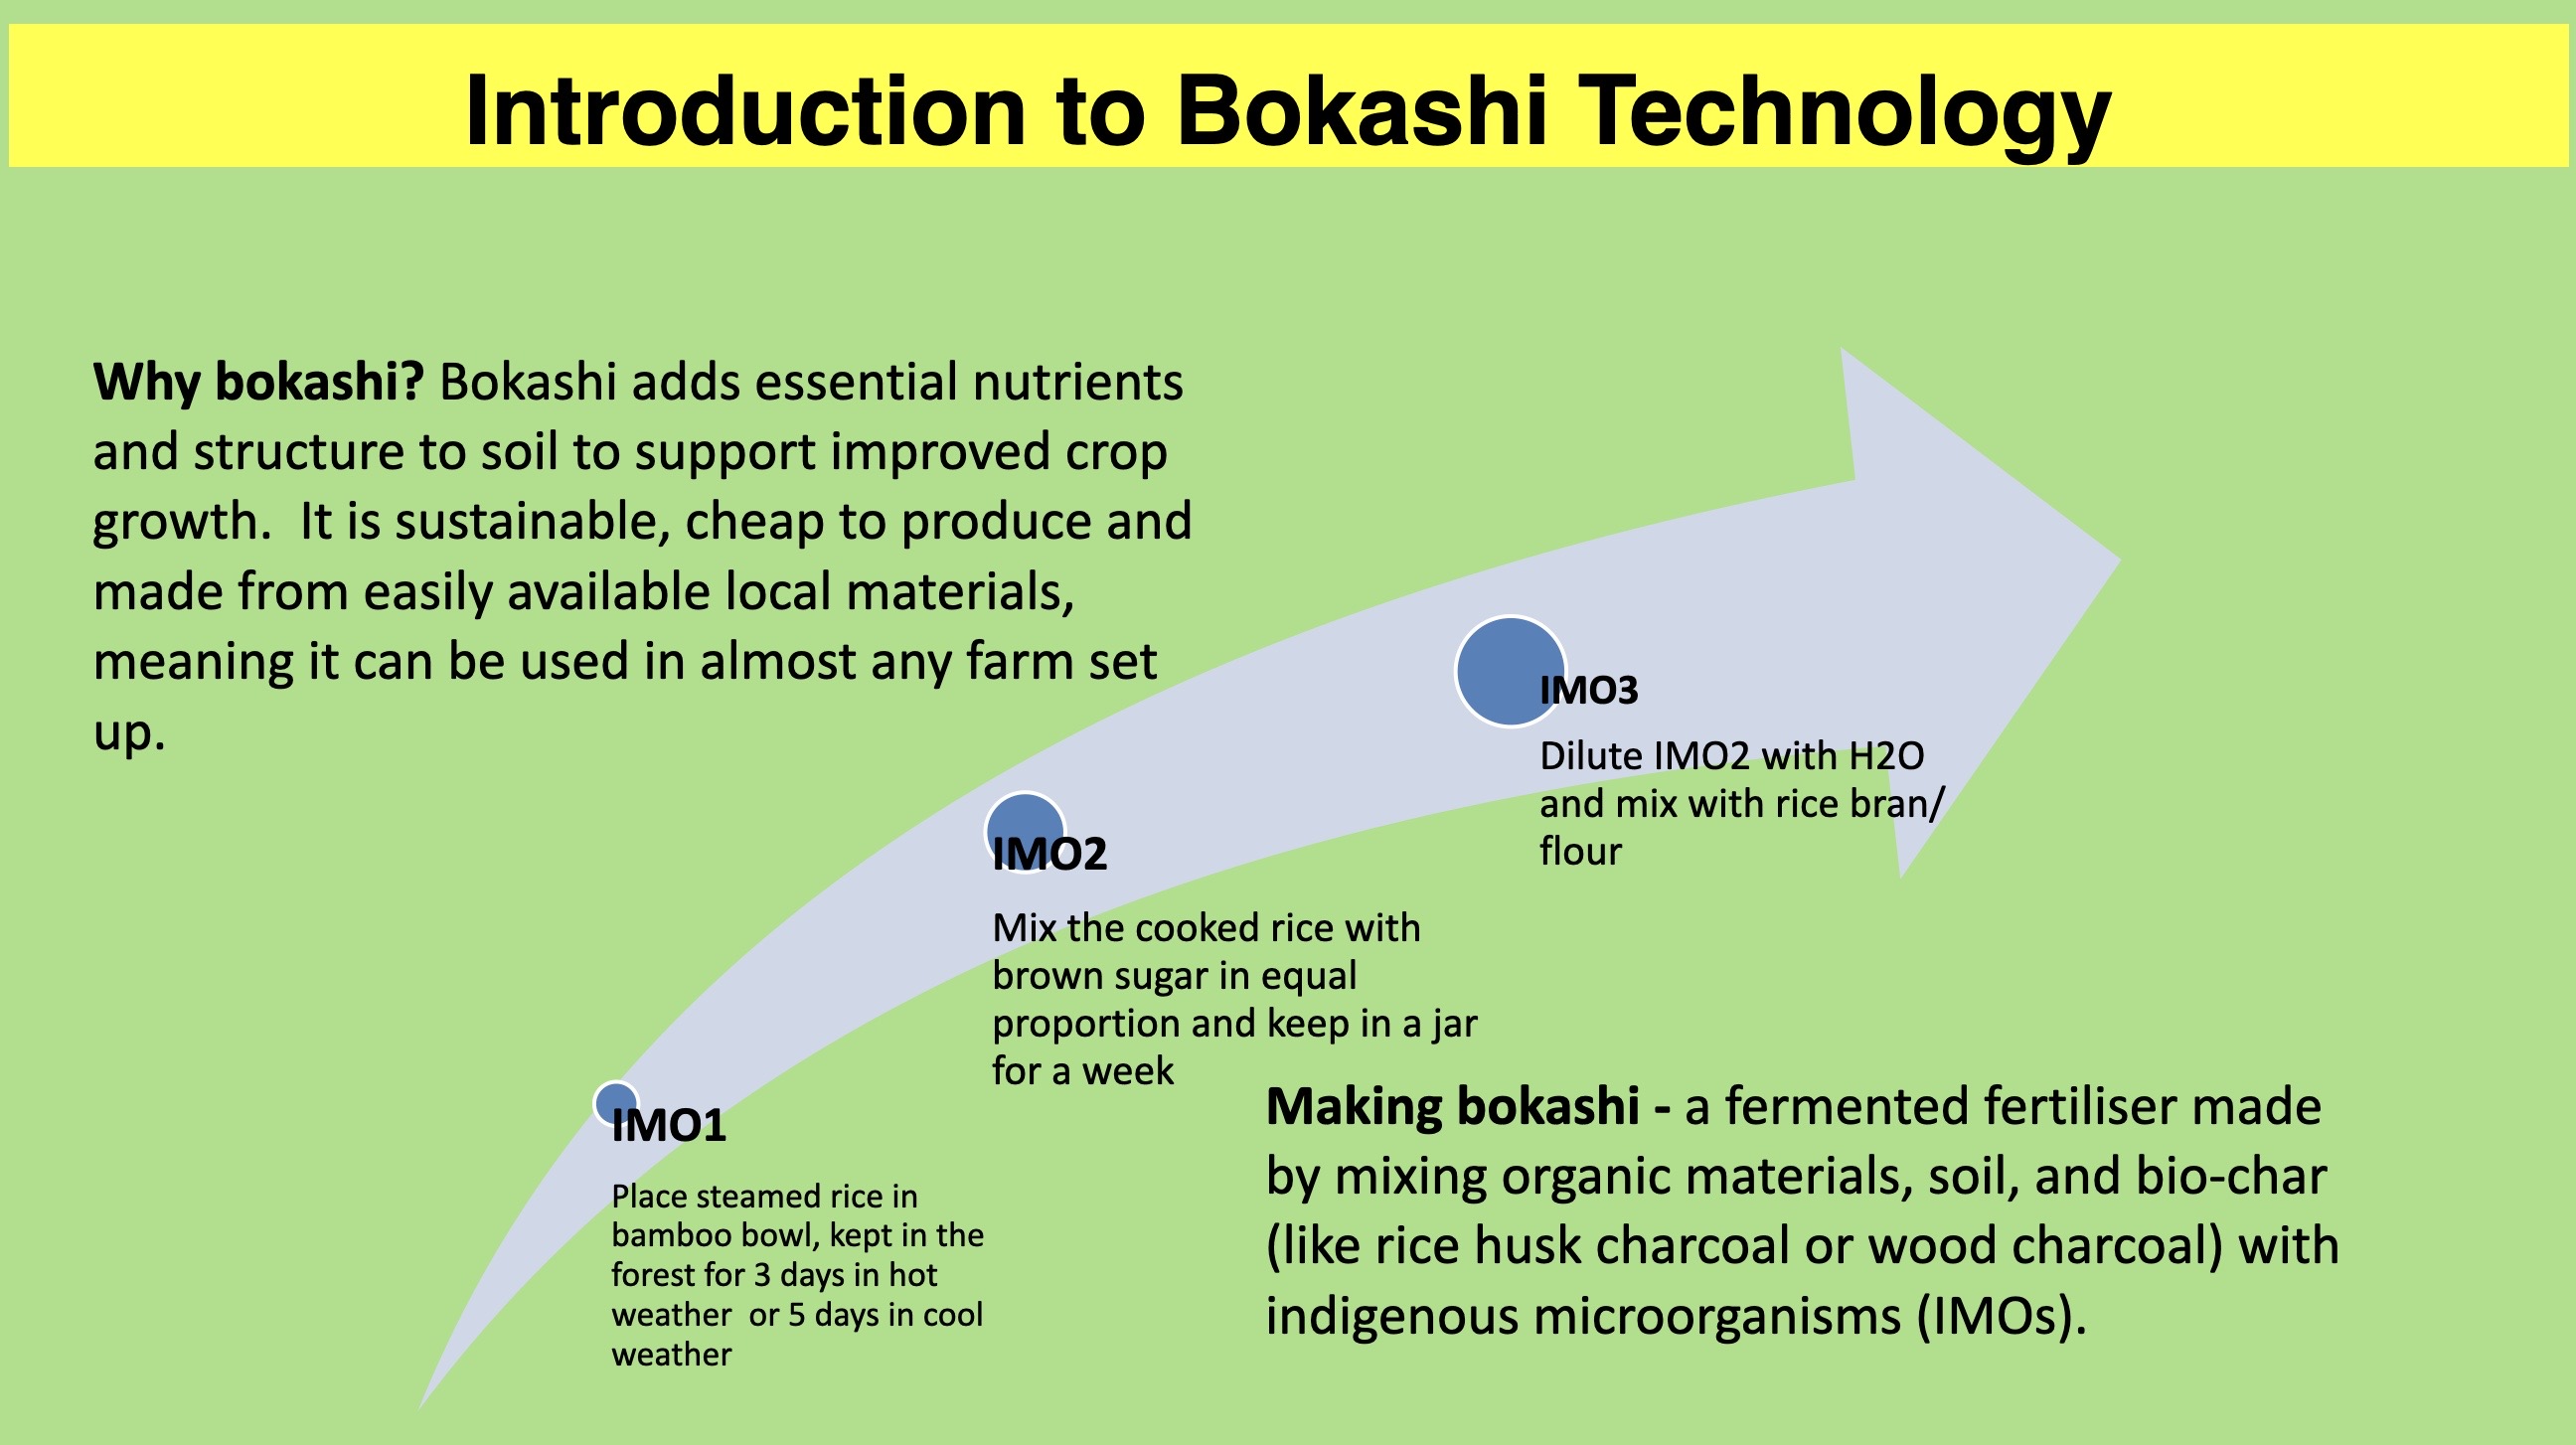 Introduction to Bokashi Technology
Why bokashi? Bokashi adds essential nutrients
and structure to soil to support improved crop
growth.  It is sustainable, cheap to produce and
made from easily available local materials,
meaning it can be used in almost any farm set
up.
IMO1
Place steamed rice in
bamboo bowl, kept in the
forest for 3 days in hot
weather  or 5 days in cool
weather
IMO2
Mix the cooked rice with
brown sugar in equal
proportion and keep in a jar
for a week
IMO3
Dilute IMO2 with H2O
and mix with rice bran/
flour
Making bokashi - a fermented fertiliser made
by mixing organic materials, soil, and bio-char
(like rice husk charcoal or wood charcoal) with
indigenous microorganisms (IMOs).